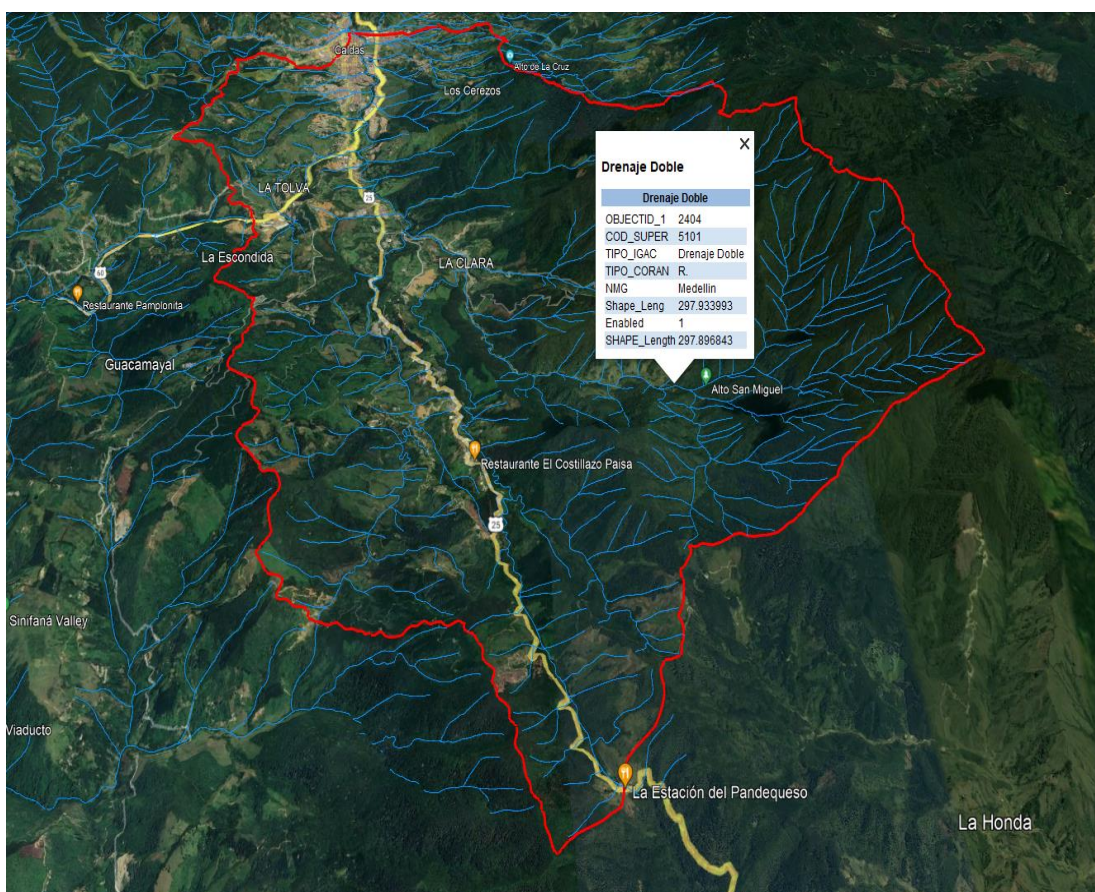 Caldas
Alto de La Cruz
Los Cerezos
X
Drenaje Doble
Drenaje Doble
OBJECTID_1 2404
COD_SUPER 5101
TIPO_IGAC Drenaje Doble
TIPO_CORAN R.
NMG Medellin
Shape_Leng 297.933993
Enabled 1
SHAPE_Length 297.896843
LA TOLVA
25
La Escondida
LA CLARA
60
Restaurante Pamplonita
Guacamayal
Alto San Miguel
Restaurante El Costillazo Paisa
25
Sinifaná Valley
Viaducto
La Estación del Pandequeso
La Honda